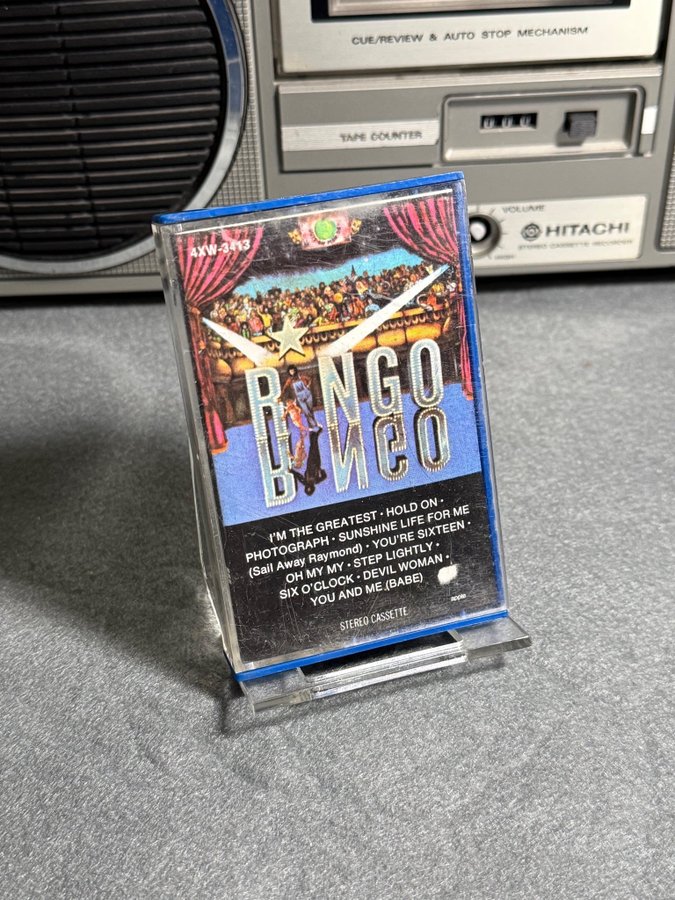 CUE/REVIEW & AUTO STOP MECHANISM
TAPE COUNTER
000
VOLUME
HITACHI
STEREO CASSETTE RECORDER
4XW-3413
RINGO
I'M THE GREATEST · HOLD ON ·
PHOTOGRAPH · SUNSHINE LIFE FOR ME
(Sail Away Raymond) · YOU'RE SIXTEEN ·
OH MY MY · STEP LIGHTLY ·
SIX O'CLOCK · DEVIL WOMAN ·
YOU AND ME (BABE)
apple
STEREO CASSETTE